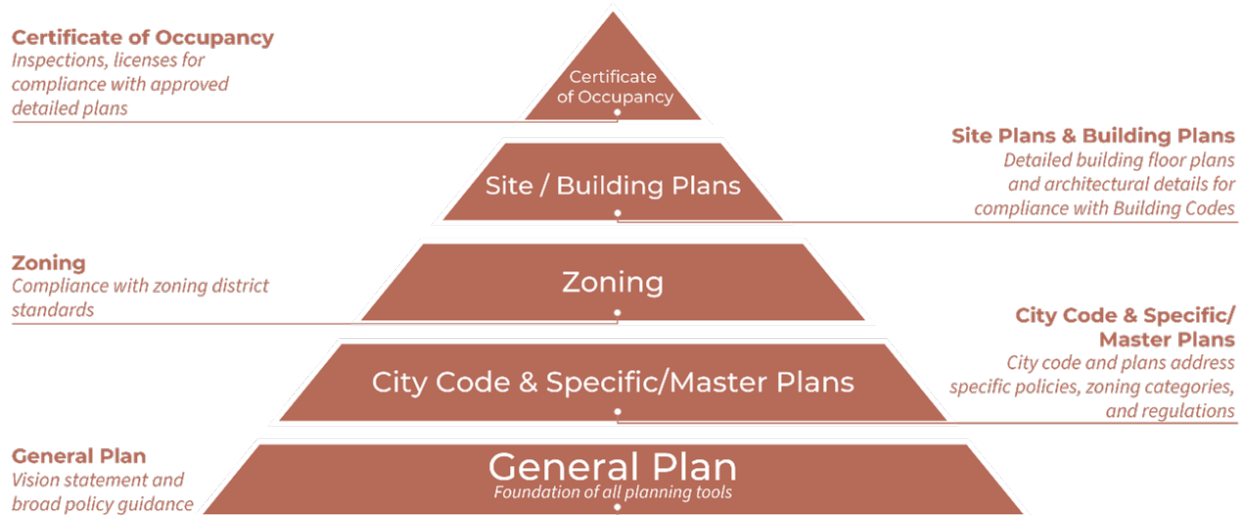 Certificate of Occupancy
Inspections, licenses for
compliance with approved
detailed plans
Certificate
of Occupancy
Site Plans & Building Plans
Detailed building floor plans
and architectural details for
compliance with Building Codes
Site / Building Plans
Zoning
Compliance with zoning district
standards
Zoning
City Code & Specific/
Master Plans
City code and plans address
specific policies, zoning categories,
and regulations
City Code & Specific/Master Plans
General Plan
Vision statement and
broad policy guidance
General Plan
Foundation of all planning tools